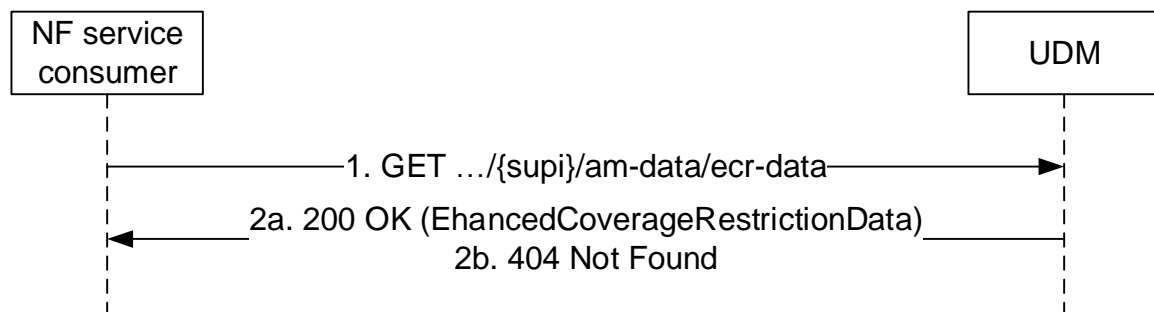 NF service
consumer
UDM
1. GET …/{supi}/am-data/ecr-data
2a. 200 OK (EhancedCoverageRestrictionData)
2b. 404 Not Found